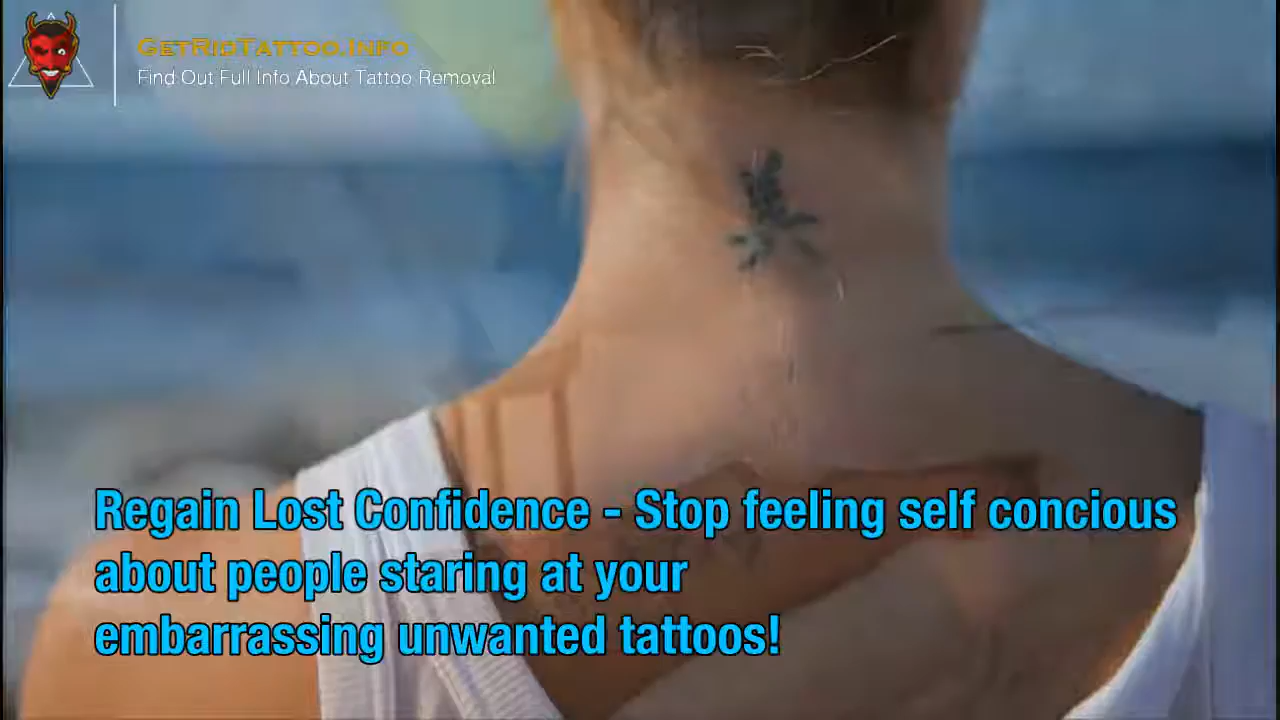 GetRidTattoo.Info
Find Out Full Info About Tattoo Removal
Regain Lost Confidence - Stop feeling self concious
about people staring at your
embarrassing unwanted tattoos!